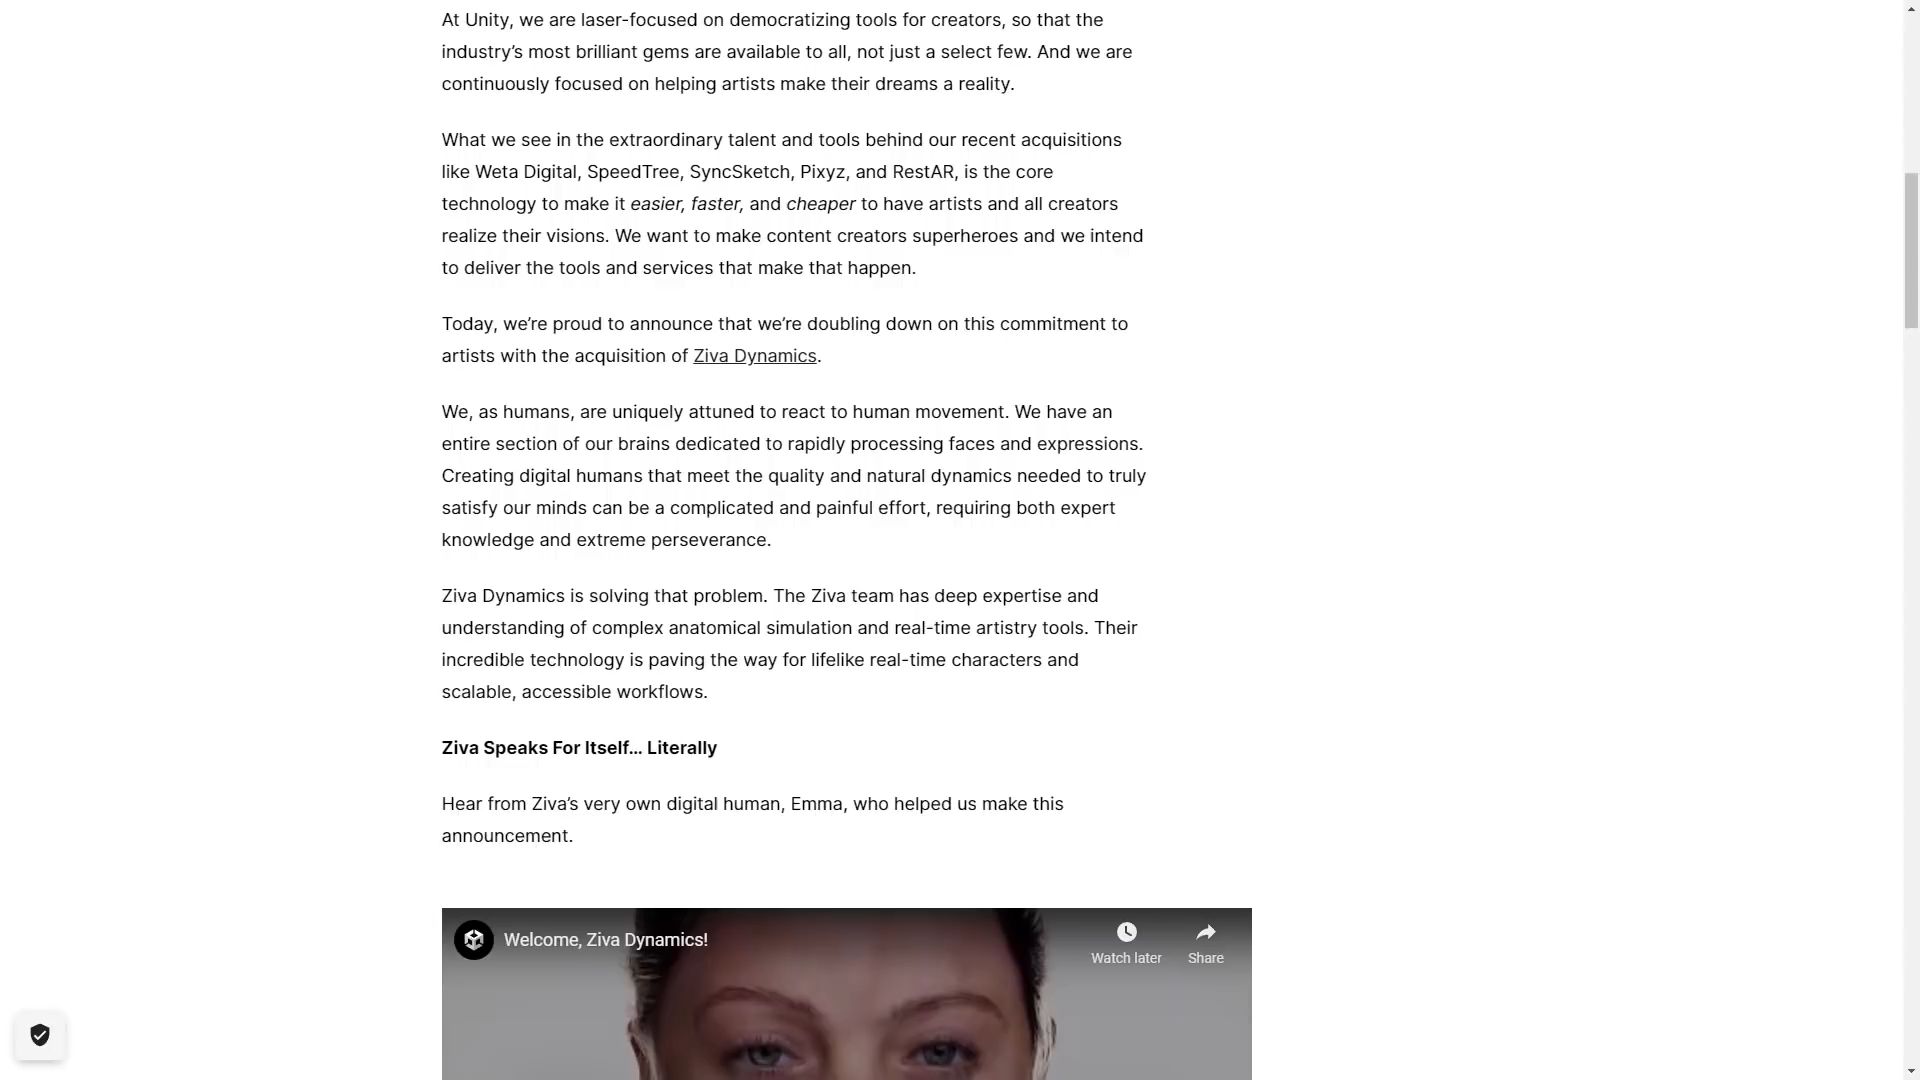 At Unity, we are laser-focused on democratizing tools for creators, so that the
industry’s most brilliant gems are available to all, not just a select few. And we are
continuously focused on helping artists make their dreams a reality.
What we see in the extraordinary talent and tools behind our recent acquisitions
like Weta Digital, SpeedTree, SyncSketch, Pixyz, and RestAR, is the core
technology to make it easier, faster, and cheaper to have artists and all creators
realize their visions. We want to make content creators superheroes and we intend
to deliver the tools and services that make that happen.
Today, we’re proud to announce that we’re doubling down on this commitment to
artists with the acquisition of Ziva Dynamics.
We, as humans, are uniquely attuned to react to human movement. We have an
entire section of our brains dedicated to rapidly processing faces and expressions.
Creating digital humans that meet the quality and natural dynamics needed to truly
satisfy our minds can be a complicated and painful effort, requiring both expert
knowledge and extreme perseverance.
Ziva Dynamics is solving that problem. The Ziva team has deep expertise and
understanding of complex anatomical simulation and real-time artistry tools. Their
incredible technology is paving the way for lifelike real-time characters and
scalable, accessible workflows.
Ziva Speaks For Itself... Literally
Hear from Ziva’s very own digital human, Emma, who helped us make this
announcement.
Welcome, Ziva Dynamics!
Watch later
Share